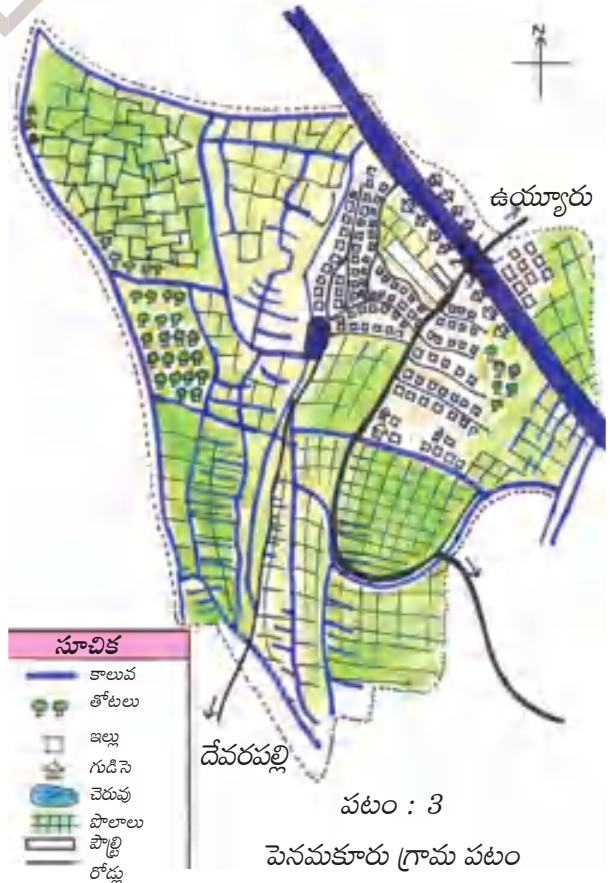 N
ఉయ్యూరు
సూచిక
కాలువ
తోటలు
ఇల్లు
గుడిసె
చెరువు
పొలాలు
పౌల్ట్రీ
రోడ్లు
దేవరపల్లి
పటం : 3
పెనమకూరు గ్రామ పటం